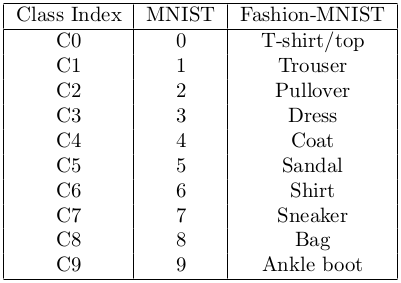 Class Index MNIST Fashion-MNIST
C0 0 T-shirt/top
C1 1 Trouser
C2 2 Pullover
C3 3 Dress
C4 4 Coat
C5 5 Sandal
C6 6 Shirt
C7 7 Sneaker
C8 8 Bag
C9 9 Ankle boot